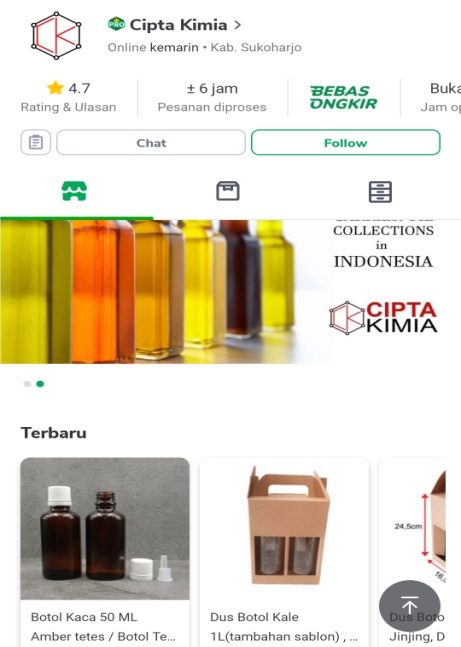 PRO Cipta Kimia
Online kemarin • Kab. Sukoharjo
4.7
Rating & Ulasan
± 6 jam
Pesanan diproses
BEBAS
ONGKIR
Buka
Jam op
Chat
Follow
COLLECTIONS
in
INDONESIA
CIPTA
KIMIA
Terbaru
Botol Kaca 50 ML
Amber tetes / Botol Te...
Dus Botol Kale
1L(tambahan sablon) , ...
24,5cm
Dus Boto
Jinjing, D